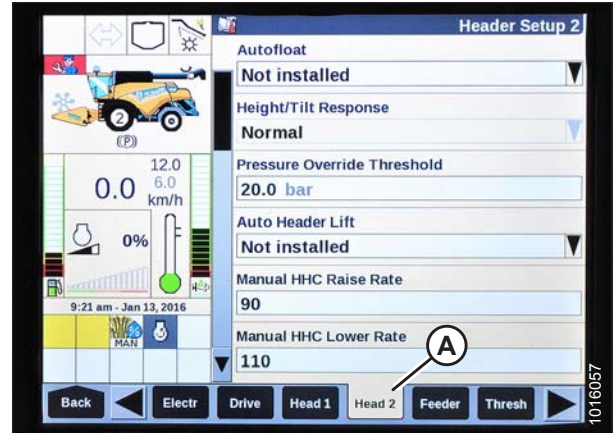 Header Setup 2
Autofloat
Not installed
Height/Tilt Response
Normal
Pressure Override Threshold
20.0 bar
Auto Header Lift
Not installed
Manual HHC Raise Rate
90
Manual HHC Lower Rate
110
2
(P)
12.0
0.0 6.0
km/h
0%
9:21 am - Jan 13, 2016
MAN
A
Back Electr Drive Head 1 Head 2 Feeder Thresh
1016057